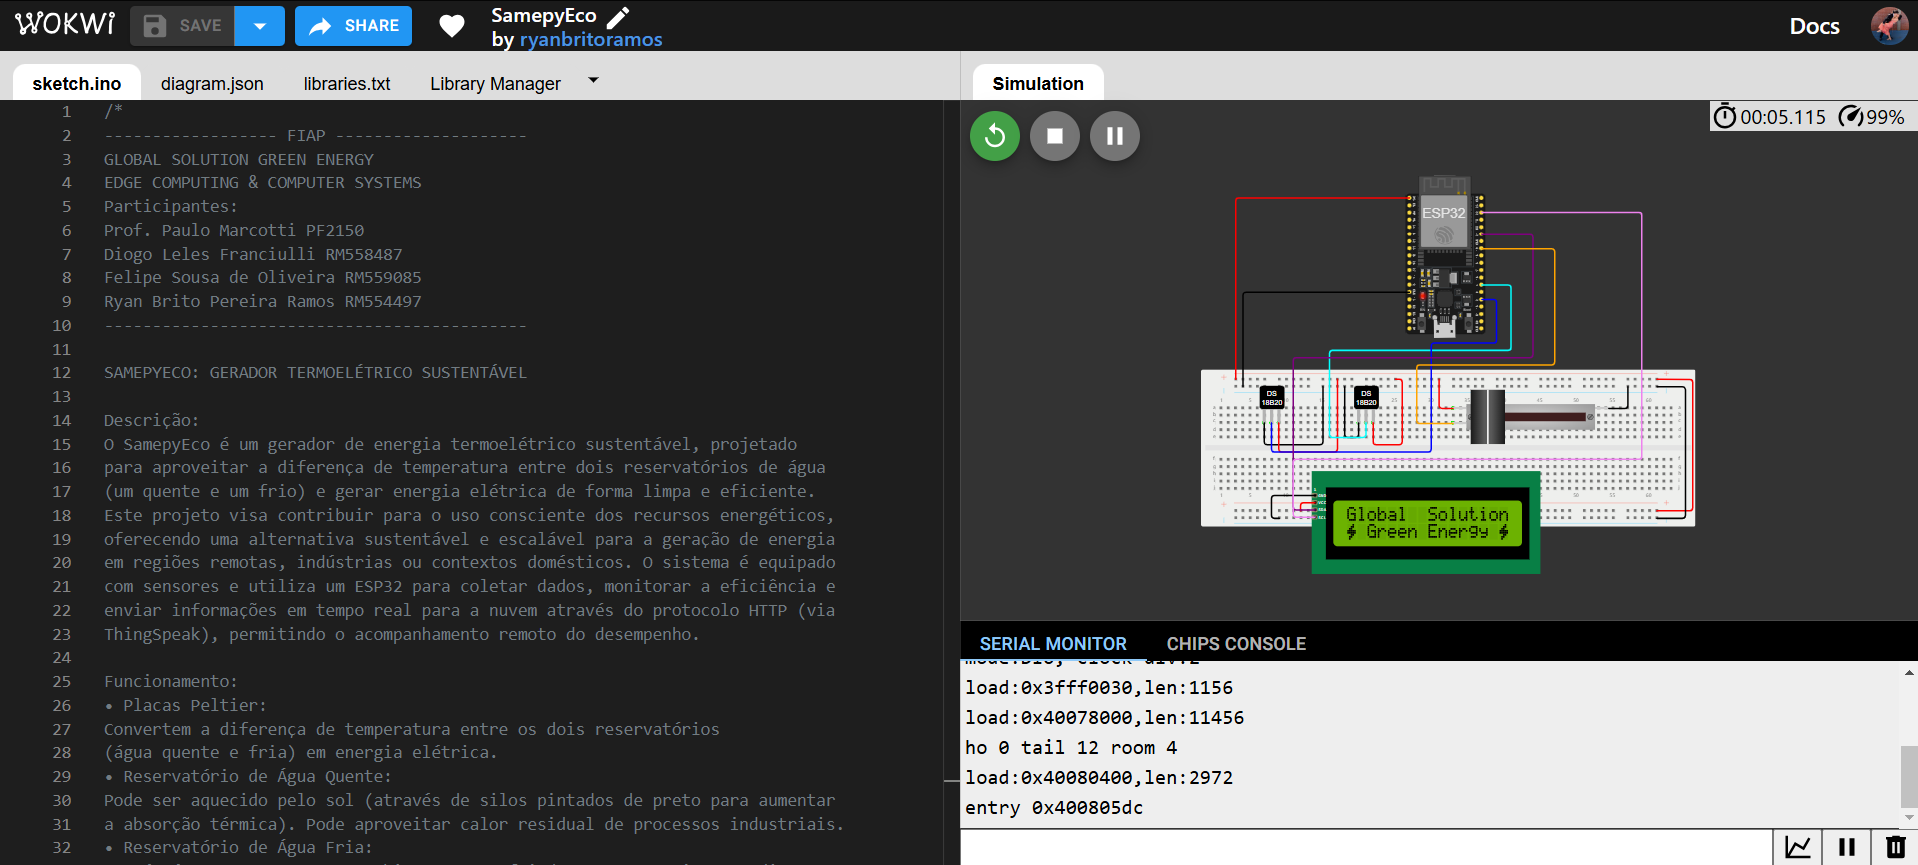 WOKWI
SAVE
SHARE
SamepyEco
by ryanbritoramos
Docs
sketch.ino
diagram.json
libraries.txt
Library Manager
Simulation
1 /*
2 ------------------ FIAP --------------------
3 GLOBAL SOLUTION GREEN ENERGY
4 EDGE COMPUTING & COMPUTER SYSTEMS
5 Participantes:
6 Prof. Paulo Marcotti PF2150
7 Diogo Leles Franciulli RM558487
8 Felipe Sousa de Oliveira RM559085
9 Ryan Brito Pereira Ramos RM554497
10 --------------------------------------------
11
12 SAMEPYECO: GERADOR TERMOELÉTRICO SUSTENTÁVEL
13
14 Descrição:
15 O SamepyEco é um gerador de energia termoelétrico sustentável, projetado
16 para aproveitar a diferença de temperatura entre dois reservatórios de água
17 (um quente e um frio) e gerar energia elétrica de forma limpa e eficiente.
18 Este projeto visa contribuir para o uso consciente dos recursos energéticos,
19 oferecendo uma alternativa sustentável e escalável para a geração de energia
20 em regiões remotas, indústrias ou contextos domésticos. O sistema é equipado
21 com sensores e utiliza um ESP32 para coletar dados, monitorar a eficiência e
22 enviar informações em tempo real para a nuvem através do protocolo HTTP (via
23 ThingSpeak), permitindo o acompanhamento remoto do desempenho.
24
25 Funcionamento:
26 • Placas Peltier:
27 Convertem a diferença de temperatura entre os dois reservatórios
28 (água quente e fria) em energia elétrica.
29 • Reservatório de Água Quente:
30 Pode ser aquecido pelo sol (através de silos pintados de preto para aumentar
31 a absorção térmica). Pode aproveitar calor residual de processos industriais.
32 • Reservatório de Água Fria:
00:05.115
99%
ESP32
DS
18B20
DS
18B20
Global Solution
Green Energy
SERIAL MONITOR
CHIPS CONSOLE
mode:DIO, clock div:2
load:0x3fff0030,len:1156
load:0x40078000,len:11456
ho 0 tail 12 room 4
load:0x40080400,len:2972
entry 0x400805dc